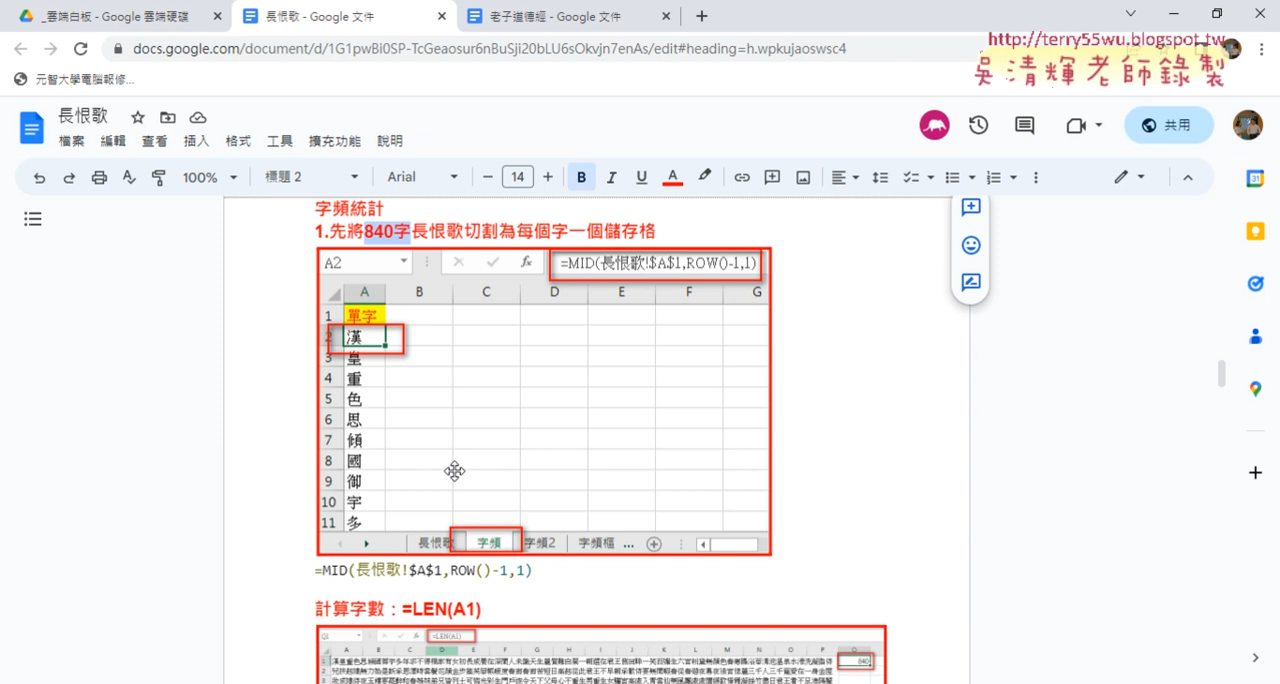 _雲端白板 - Google 雲端硬碟
長恨歌 - Google 文件
老子道德經 - Google 文件
docs.google.com/document/d/1G1pwBi0SP-TcGeaosur6nBuSji20bLU6sOkvjn7enAs/edit#heading=h.wpkujaoswsc4
http://terry55wu.blogspot.tw
吳清輝老師錄製
元智大學電腦報修...
長恨歌
檔案 編輯 查看 插入 格式 工具 擴充功能 說明
共用
100% 標題 2 Arial 14 B I U A
字頻統計
1.先將840字長恨歌切割為每個字一個儲存格
A2 fx =MID(長恨歌!$A$1,ROW()-1,1)
A B C D E F G
1 單字
2 漢
3 皇
4 重
5 色
6 思
7 傾
8 國
9 御
10 宇
11 多
長恨歌 字頻 字頻2 字頻樞 ...
=MID(長恨歌!$A$1,ROW()-1,1)
計算字數：=LEN(A1)
=LEN(A1)
840